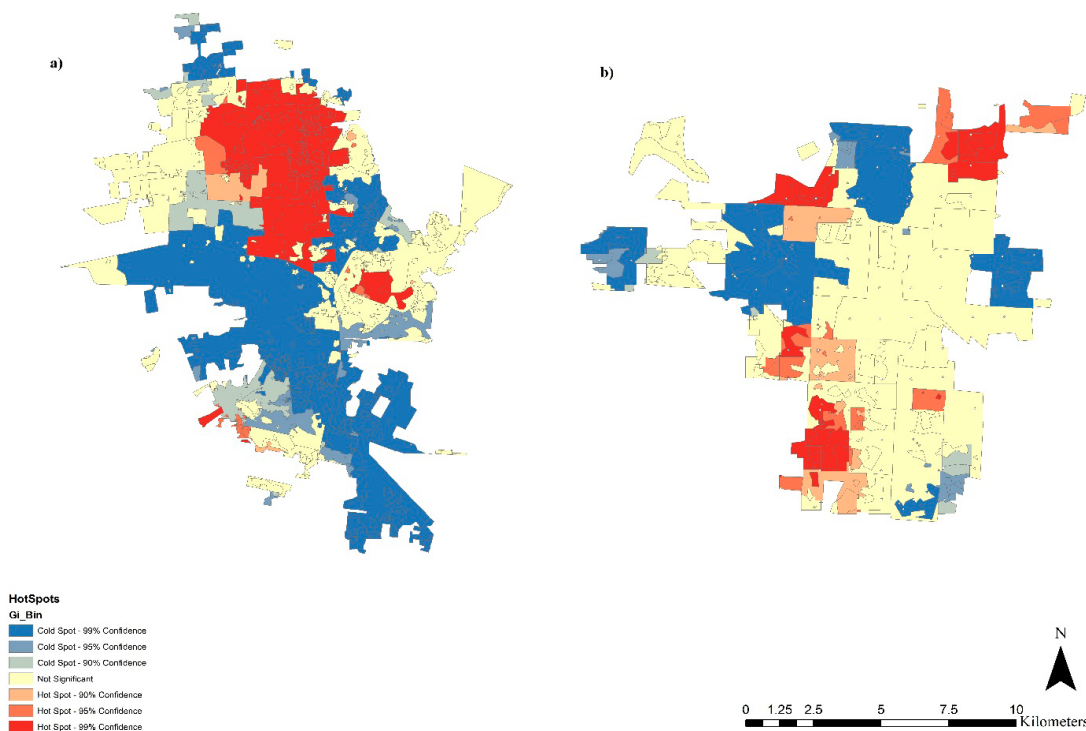 a)
b)
HotSpots
Gi_Bin
Cold Spot - 99% Confidence
Cold Spot - 95% Confidence
Cold Spot - 90% Confidence
Not Significant
Hot Spot - 90% Confidence
Hot Spot - 95% Confidence
Hot Spot - 99% Confidence
N
0 1.25 2.5 5 7.5 10
Kilometers